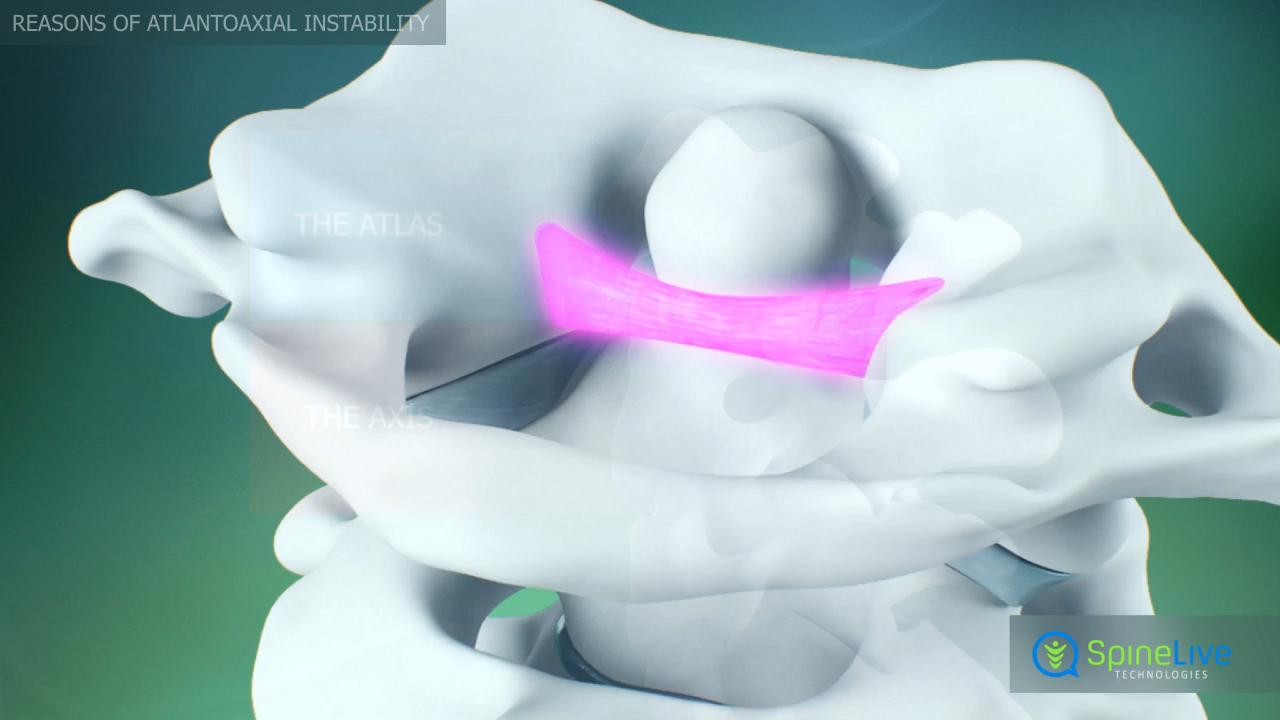 REASONS OF ATLANTOAXIAL INSTABILITY
THE ATLAS
THE AXIS
SpineLive
TECHNOLOGIES